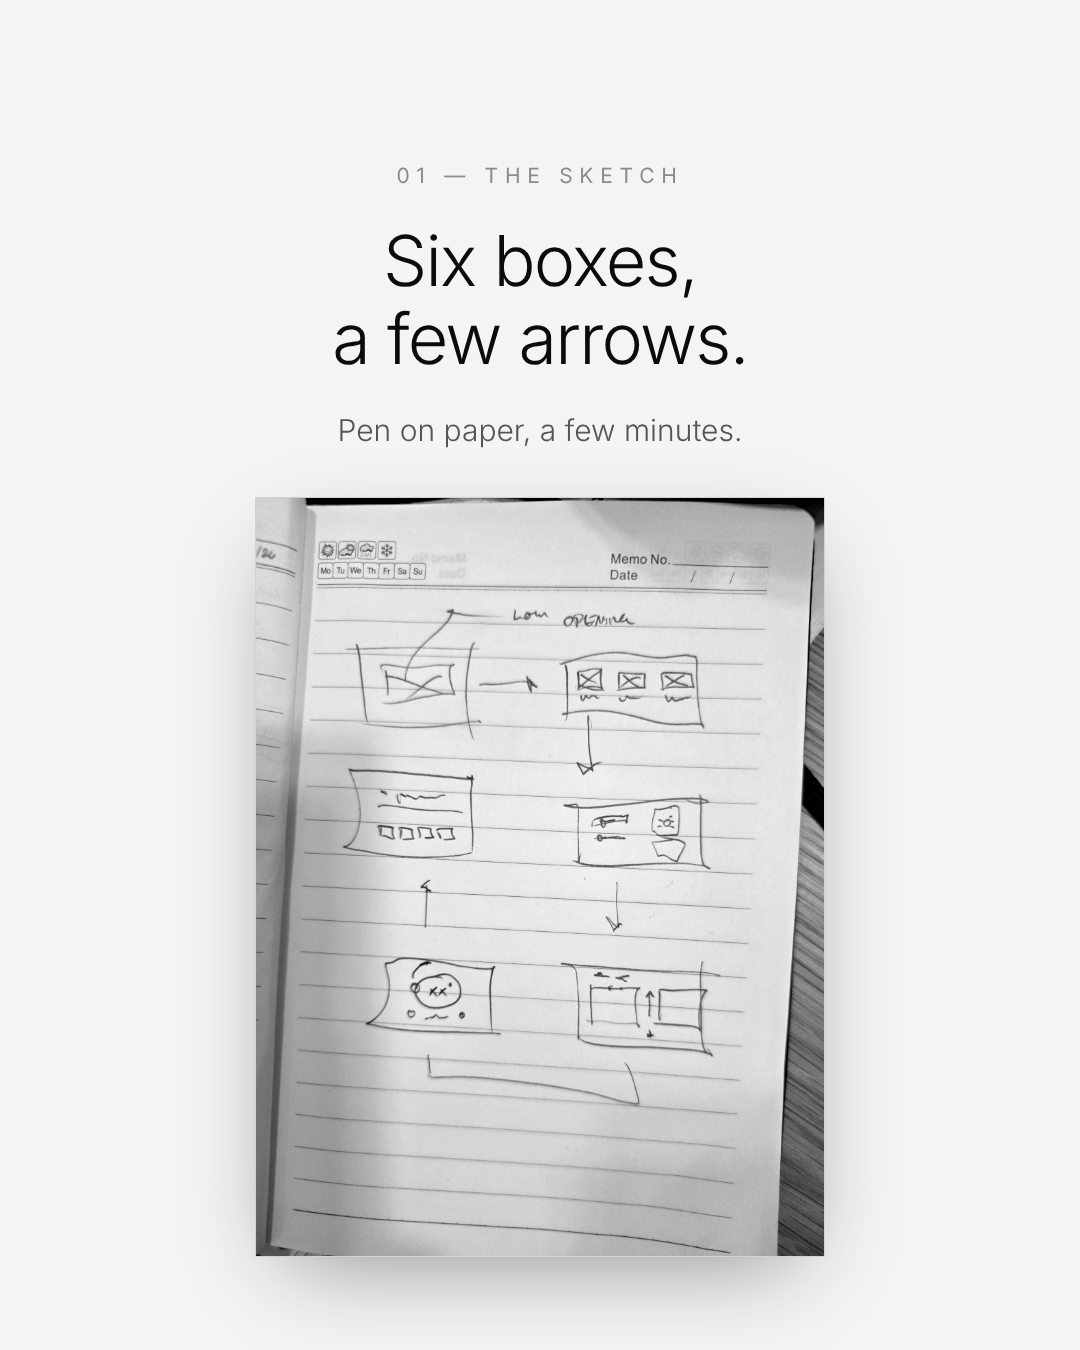 01 — THE SKETCH
Six boxes,
a few arrows.
Pen on paper, a few minutes.
Memo No.
Mo Tu We Th Fr Sa Su
Date / /
OPENING